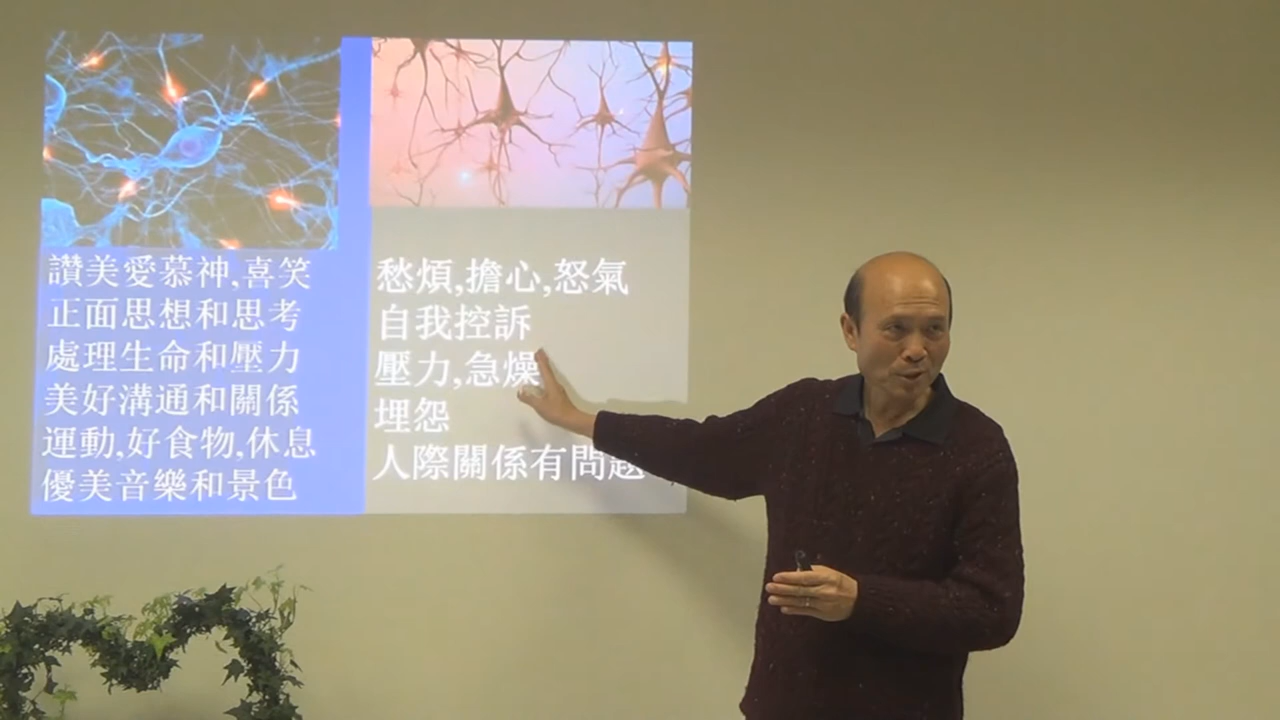 讚美愛慕神,喜笑
正面思想和思考
處理生命和壓力
美好溝通和關係
運動,好食物,休息
優美音樂和景色
愁煩,擔心,怒氣
自我控訴
壓力,急燥
埋怨
人際關係有問題